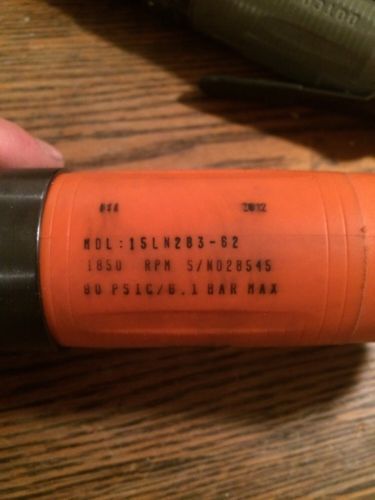 2012
MDL:15LN283-62
1850 RPM S/N028545
90 PSIG/6.1 BAR MAX